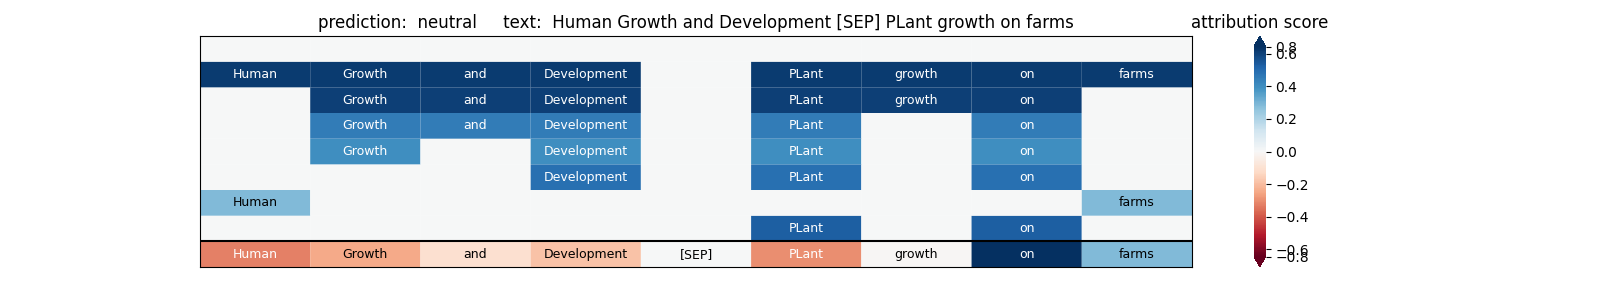 prediction:  neutral      text:  Human Growth and Development [SEP] PLant growth on farms
attribution score
Human Growth and Development PLant growth on farms
Growth and Development PLant growth on
Growth and Development PLant on
Growth Development PLant on
Development PLant on
Human farms
PLant on
Human Growth and Development [SEP] PLant growth on farms
0.8
0.6
0.4
0.2
0.0
−0.2
−0.4
−0.6
−0.8